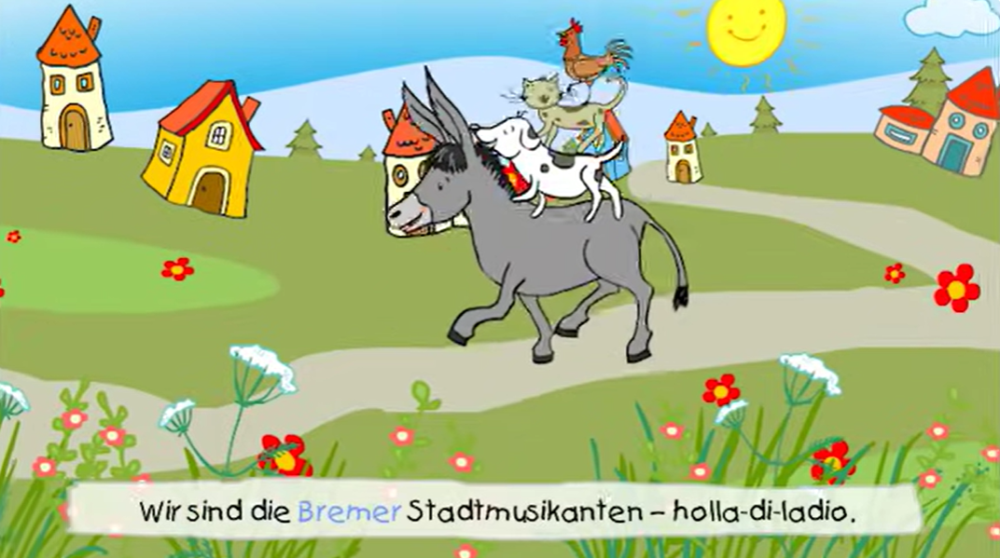 Wir sind die Bremer Stadtmusikanten – holla-di-ladio.